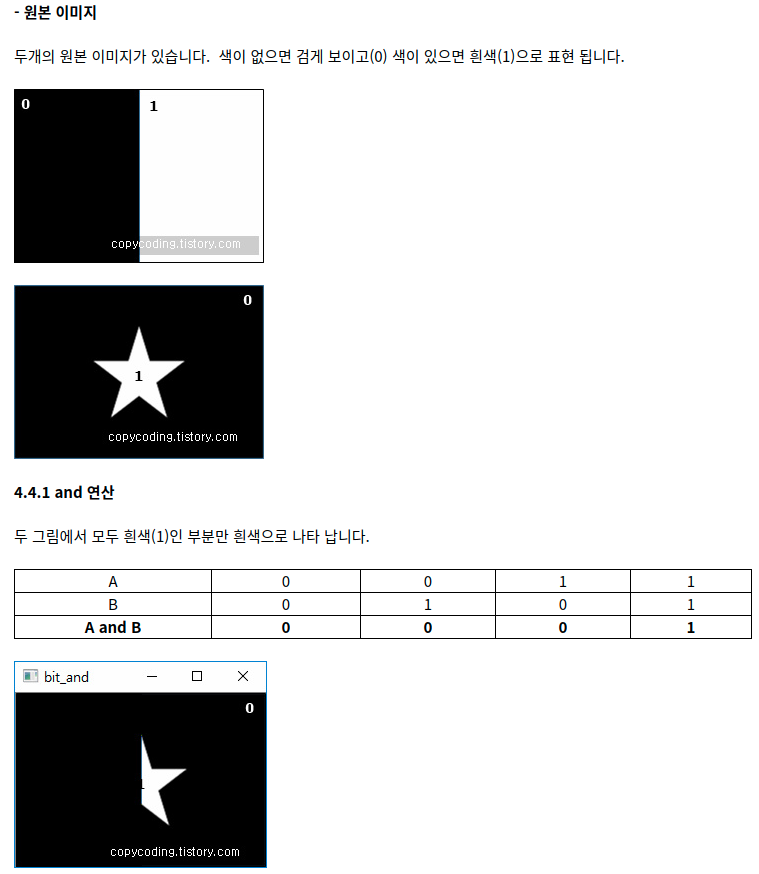 - 원본 이미지
두개의 원본 이미지가 있습니다.  색이 없으면 검게 보이고(0) 색이 있으면 흰색(1)으로 표현 됩니다.
0 1
copycoding.tistory.com
0
1
copycoding.tistory.com
4.4.1 and 연산
두 그림에서 모두 흰색(1)인 부분만 흰색으로 나타 납니다.
A 0 0 1 1
B 0 1 0 1
A and B 0 0 0 1
bit_and
0
1
copycoding.tistory.com